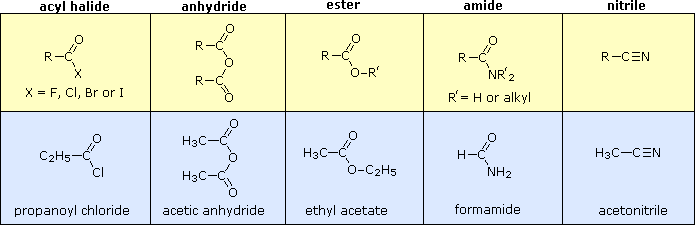 acyl halide anhydride ester amide nitrile
R—C
O
X
X = F, Cl, Br or I
R—C
O
O
R—C
O
R—C
O
O—R′
R—C
O
NR′2
R′= H or alkyl
R—C≡N
C2H5—C
O
Cl
propanoyl chloride
H3C—C
O
O
H3C—C
O
acetic anhydride
H3C—C
O
O—C2H5
ethyl acetate
H—C
O
NH2
formamide
H3C—C≡N
acetonitrile